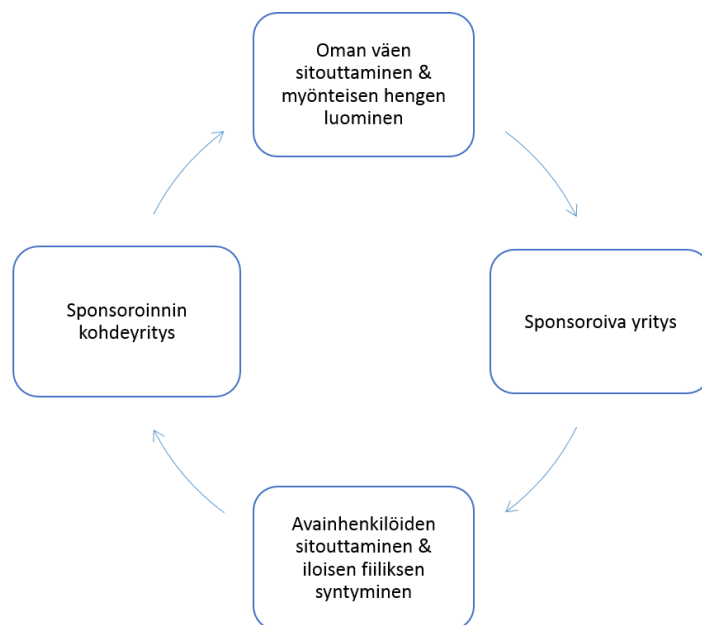 Oman väen
sitouttaminen &
myönteisen hengen
luominen
Sponsoroinnin
kohdeyritys
Sponsoroiva yritys
Avainhenkilöiden
sitouttaminen &
iloisen fiiliksen
syntyminen